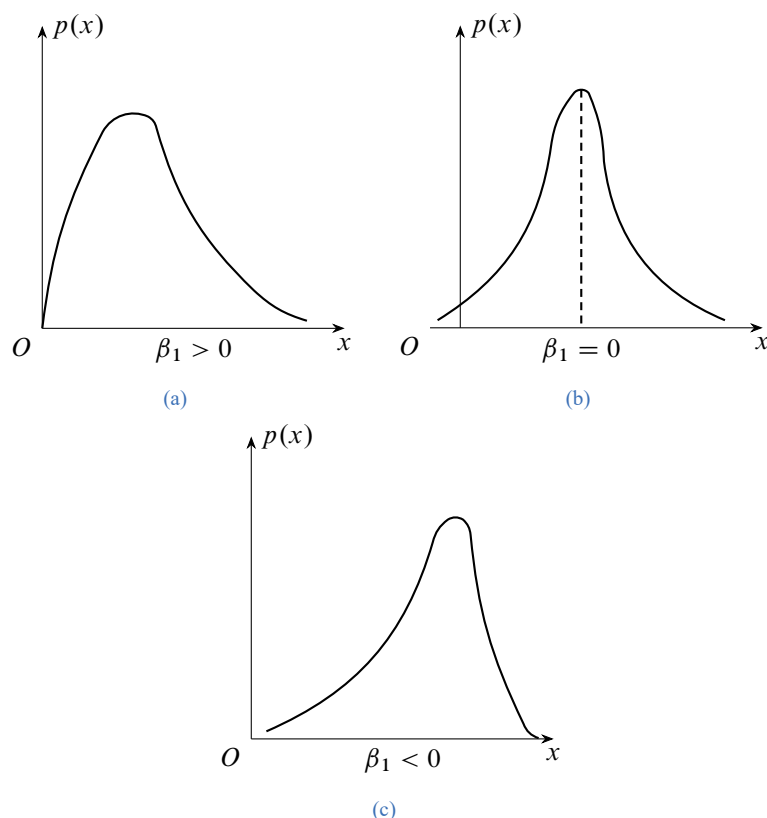 p(x)
O
x
β₁ > 0
(a)
p(x)
O
x
β₁ = 0
(b)
p(x)
O
x
β₁ < 0
(c)